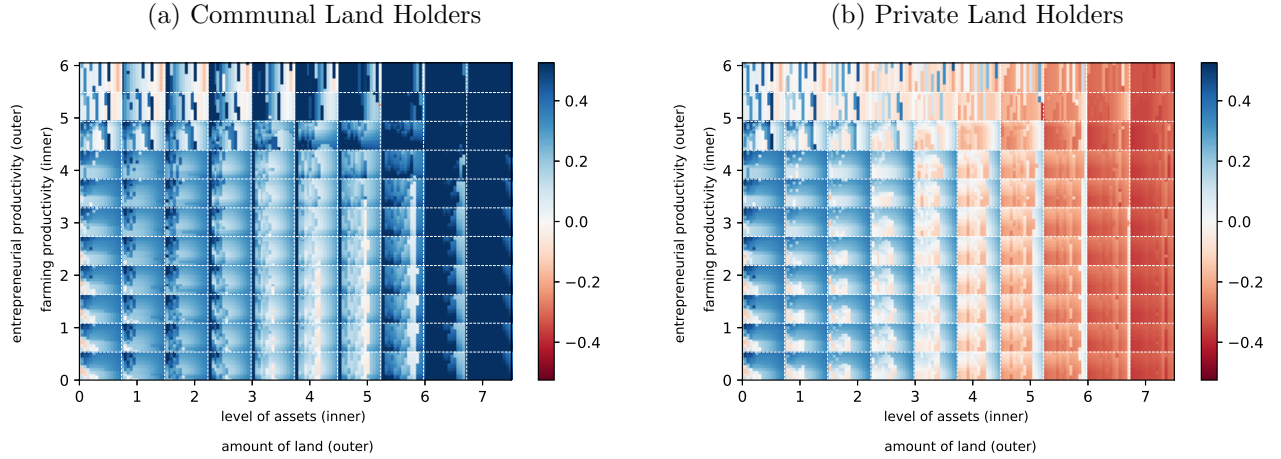 (a) Communal Land Holders
6
5
4
3
2
1
0
0 1 2 3 4 5 6 7
entrepreneurial productivity (outer)
farming productivity (inner)
level of assets (inner)
amount of land (outer)
0.4
0.2
0.0
−0.2
−0.4
(b) Private Land Holders
6
5
4
3
2
1
0
0 1 2 3 4 5 6 7
entrepreneurial productivity (outer)
farming productivity (inner)
level of assets (inner)
amount of land (outer)
0.4
0.2
0.0
−0.2
−0.4